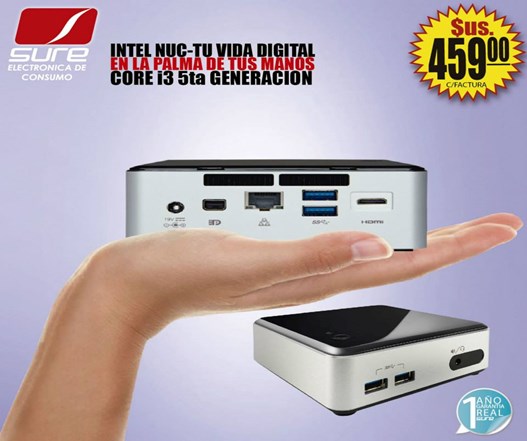 SURE
ELECTRONICA DE
CONSUMO
INTEL NUC-TU VIDA DIGITAL
EN LA PALMA DE TUS MANOS
CORE i3 5ta GENERACION
$us.
459.00
C/FACTURA
HDMI
1 AÑO
GARANTIA
REAL
SURE